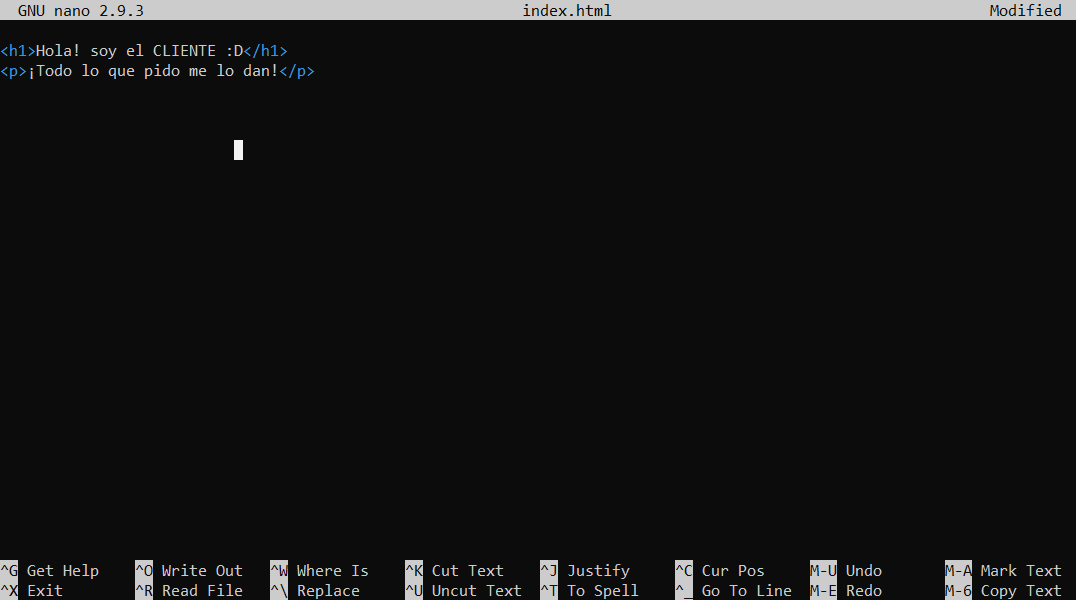 GNU nano 2.9.3 index.html Modified
<h1>Hola! soy el CLIENTE :D</h1>
<p>¡Todo lo que pido me lo dan!</p>
^G Get Help ^O Write Out ^W Where Is ^K Cut Text ^J Justify ^C Cur Pos M-U Undo M-A Mark Text
^X Exit ^R Read File ^\ Replace ^U Uncut Text ^T To Spell ^_ Go To Line M-E Redo M-6 Copy Text